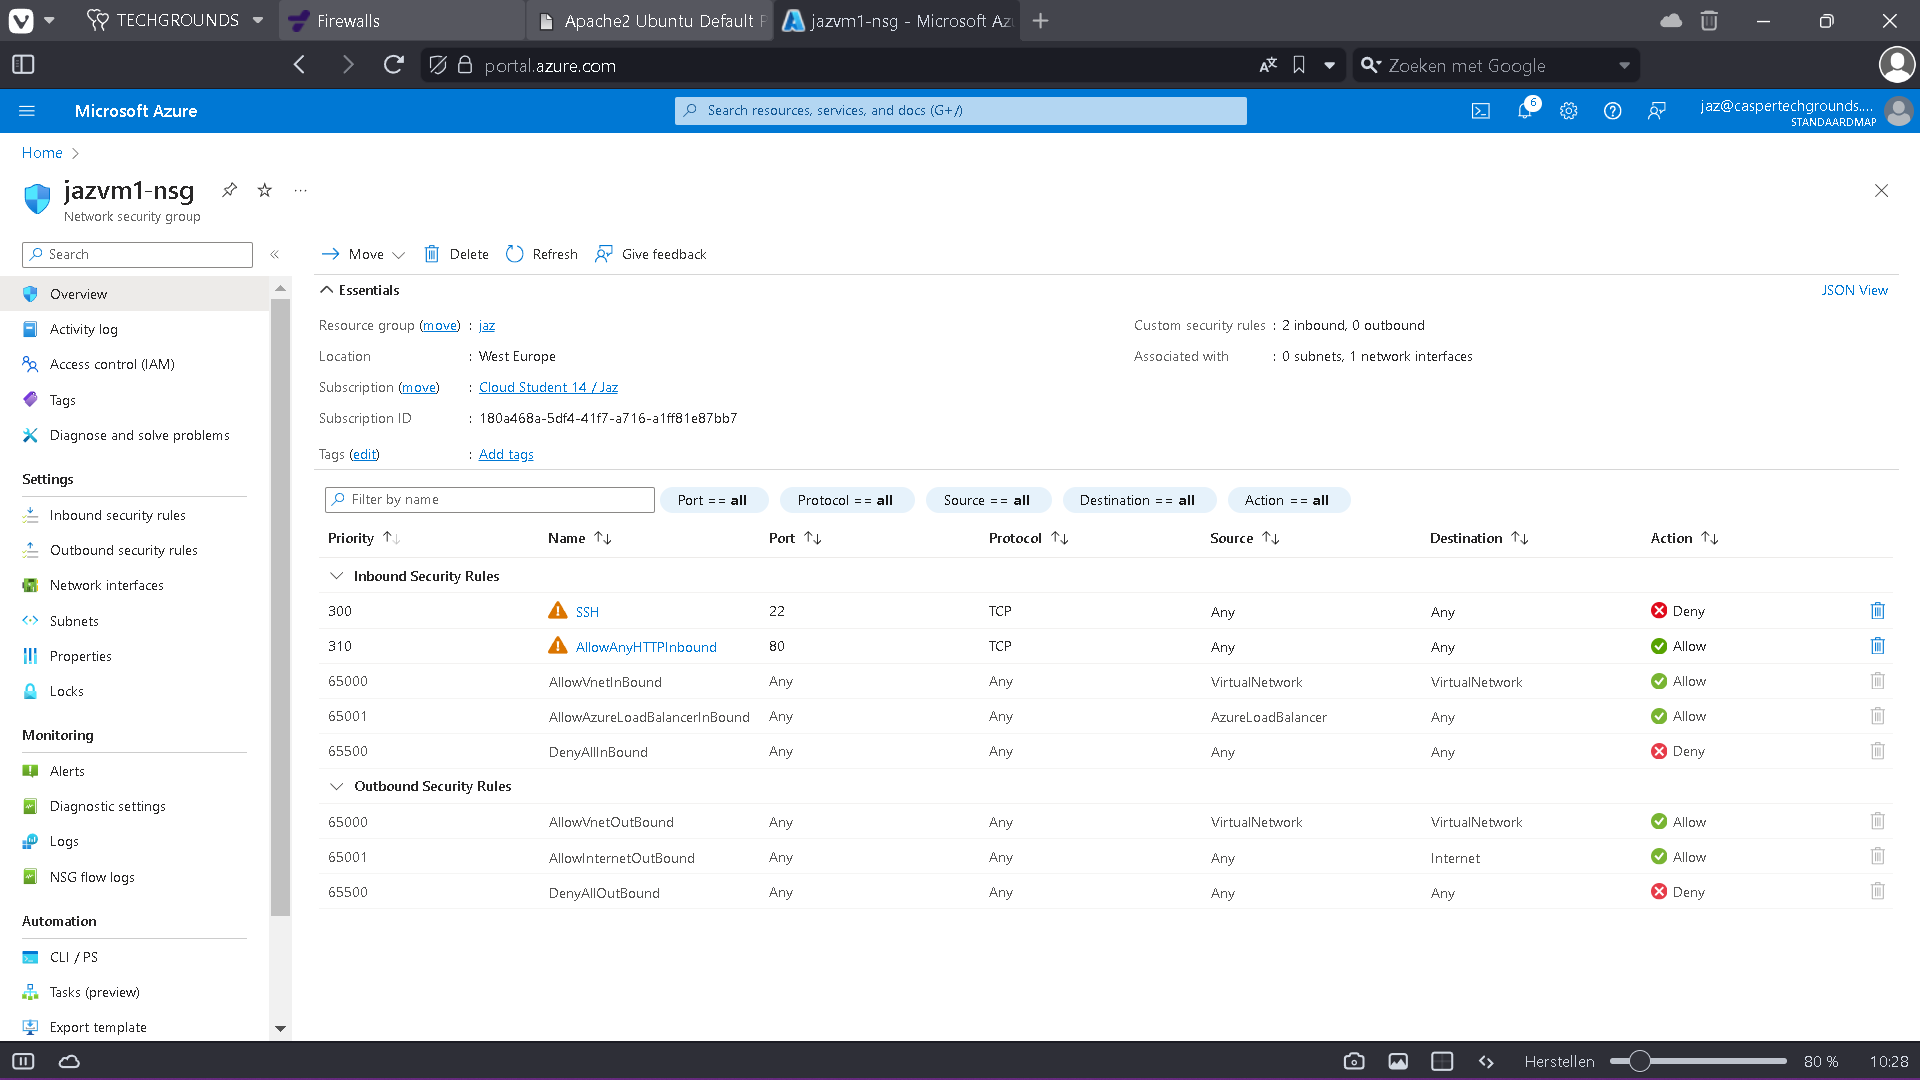 TECHGROUNDS
Firewalls
Apache2 Ubuntu Default P
jazvm1-nsg - Microsoft Az
portal.azure.com
Zoeken met Google
Microsoft Azure
Search resources, services, and docs (G+/)
6
jaz@caspertechgrounds....
STANDAARDMAP
Home
jazvm1-nsg
Network security group
Search
Move
Delete
Refresh
Give feedback
Overview
Activity log
Access control (IAM)
Tags
Diagnose and solve problems
Settings
Inbound security rules
Outbound security rules
Network interfaces
Subnets
Properties
Locks
Monitoring
Alerts
Diagnostic settings
Logs
NSG flow logs
Automation
CLI / PS
Tasks (preview)
Export template
Essentials
JSON View
Resource group (move) : jaz
Location : West Europe
Subscription (move) : Cloud Student 14 / Jaz
Subscription ID : 180a468a-5df4-41f7-a716-a1ff81e87bb7
Tags (edit) : Add tags
Custom security rules : 2 inbound, 0 outbound
Associated with : 0 subnets, 1 network interfaces
Filter by name
Port == all
Protocol == all
Source == all
Destination == all
Action == all
Priority Name Port Protocol Source Destination Action
Inbound Security Rules
300 SSH 22 TCP Any Any Deny
310 AllowAnyHTTPInbound 80 TCP Any Any Allow
65000 AllowVnetInBound Any Any VirtualNetwork VirtualNetwork Allow
65001 AllowAzureLoadBalancerInBound Any Any AzureLoadBalancer Any Allow
65500 DenyAllInBound Any Any Any Any Deny
Outbound Security Rules
65000 AllowVnetOutBound Any Any VirtualNetwork VirtualNetwork Allow
65001 AllowInternetOutBound Any Any Any Internet Allow
65500 DenyAllOutBound Any Any Any Any Deny
Herstellen
80 %
10:28